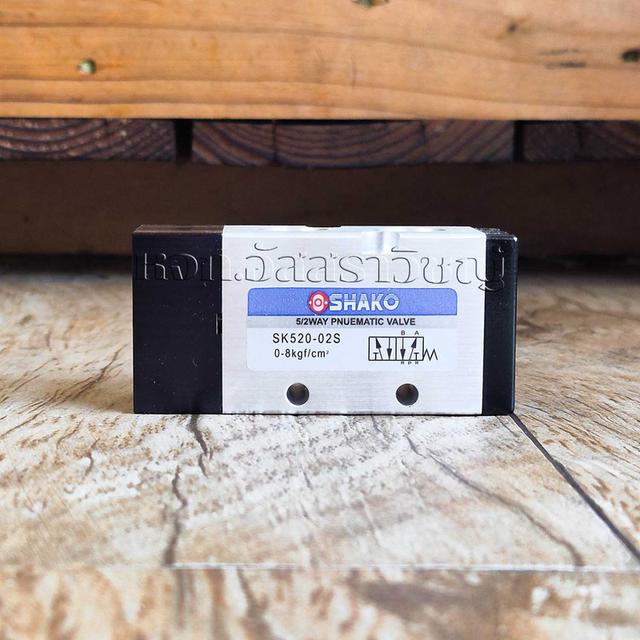 หจก.วัสสราวิชญ์
SHAKO
5/2WAY PNUEMATIC VALVE
SK520-02S
0-8kgf/cm²
B A
R P R